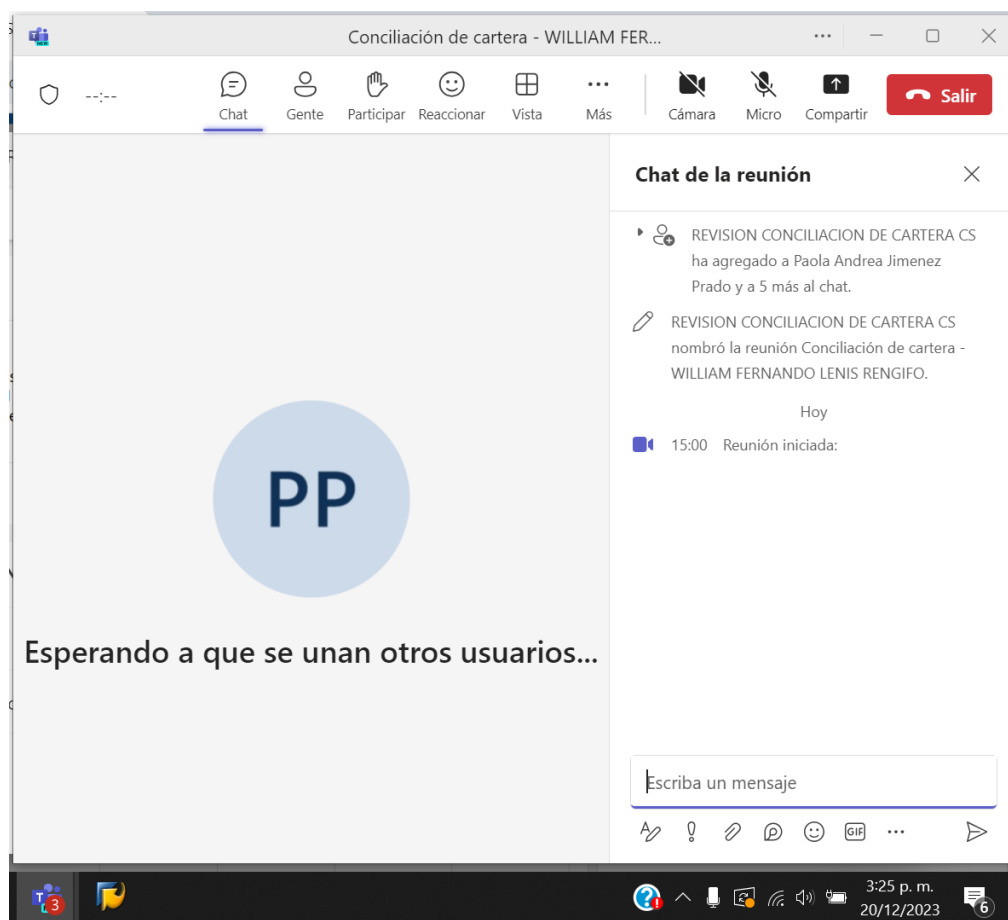 Conciliación de cartera - WILLIAM FER...
--:--
Chat
Gente
Participar
Reaccionar
Vista
Más
Cámara
Micro
Compartir
Salir
PP
Esperando a que se unan otros usuarios...
Chat de la reunión
REVISION CONCILIACION DE CARTERA CS
ha agregado a Paola Andrea Jimenez
Prado y a 5 más al chat.
REVISION CONCILIACION DE CARTERA CS
nombró la reunión Conciliación de cartera -
WILLIAM FERNANDO LENIS RENGIFO.
Hoy
15:00 Reunión iniciada:
Escriba un mensaje
GIF
3
3:25 p. m.
20/12/2023
6